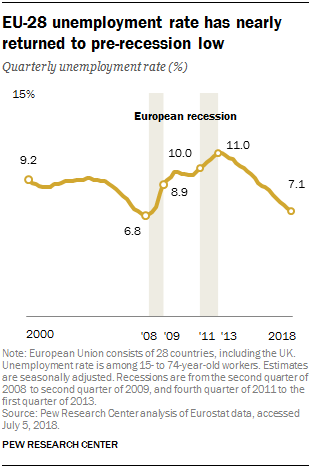 EU-28 unemployment rate has nearly
returned to pre-recession low
Quarterly unemployment rate (%)
15%
European recession
9.2
10.0
11.0
8.9
7.1
6.8
2000
'08
'09
'11
'13
2018
Note: European Union consists of 28 countries, including the UK.
Unemployment rate is among 15- to 74-year-old workers. Estimates
are seasonally adjusted. Recessions are from the second quarter of
2008 to second quarter of 2009, and fourth quarter of 2011 to the
first quarter of 2013.
Source: Pew Research Center analysis of Eurostat data, accessed
July 5, 2018.
PEW RESEARCH CENTER